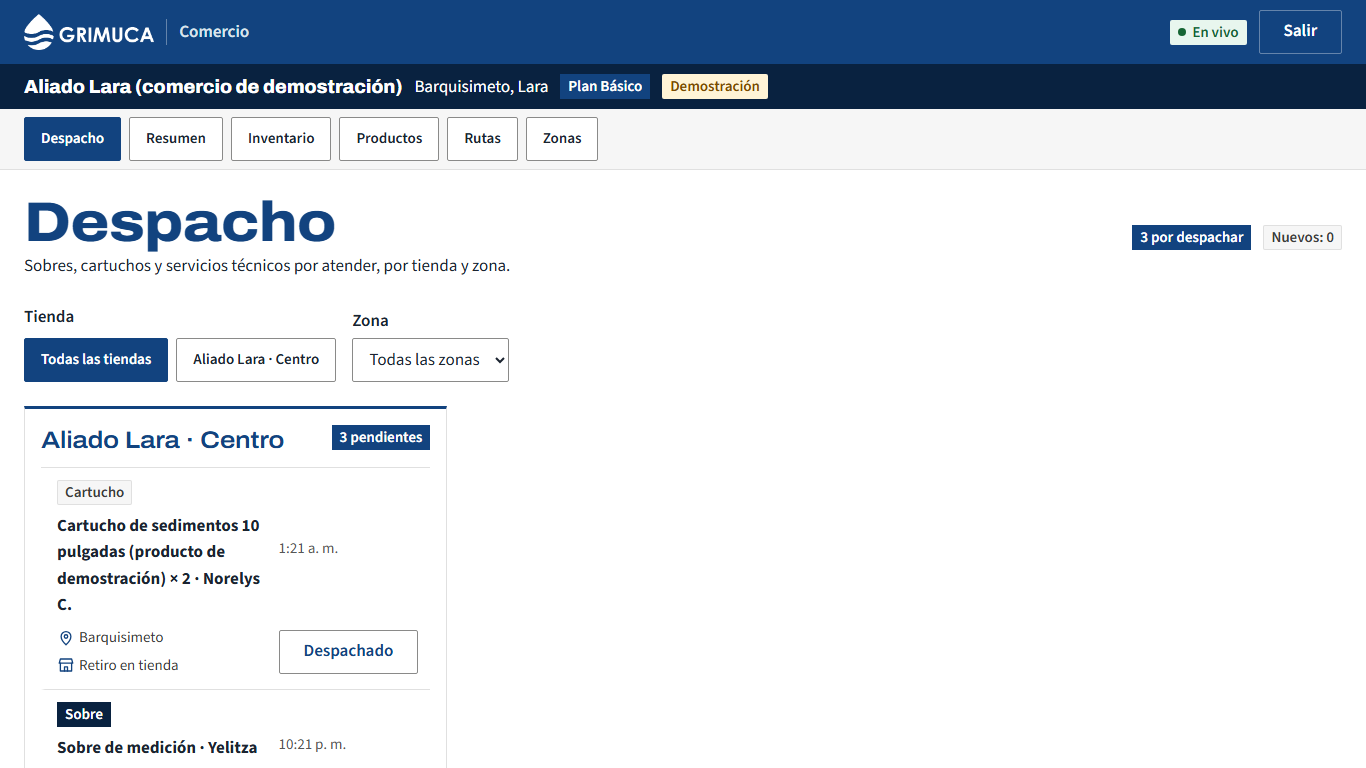 GRIMUCA
Comercio
En vivo
Salir
Aliado Lara (comercio de demostración)
Barquisimeto, Lara
Plan Básico
Demostración
Despacho
Resumen
Inventario
Productos
Rutas
Zonas
Despacho
3 por despachar
Nuevos: 0
Sobres, cartuchos y servicios técnicos por atender, por tienda y zona.
Tienda
Zona
Todas las tiendas
Aliado Lara · Centro
Todas las zonas
Aliado Lara · Centro
3 pendientes
Cartucho
Cartucho de sedimentos 10
pulgadas (producto de
demostración) × 2 · Norelys
C.
1:21 a. m.
Barquisimeto
Retiro en tienda
Despachado
Sobre
Sobre de medición · Yelitza
10:21 p. m.